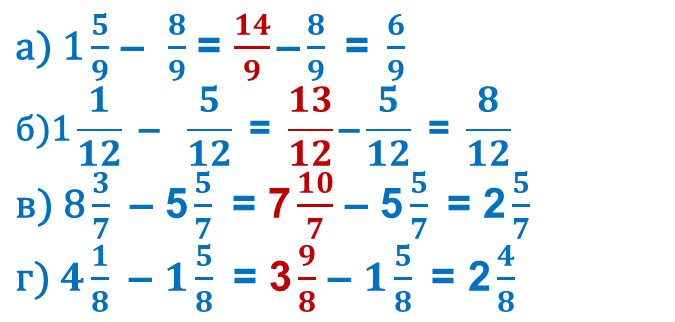 а) 1 5/9 – 8/9 = 14/9 – 8/9 = 6/9
б) 1 1/12 – 5/12 = 13/12 – 5/12 = 8/12
в) 8 3/7 – 5 5/7 = 7 10/7 – 5 5/7 = 2 5/7
г) 4 1/8 – 1 5/8 = 3 9/8 – 1 5/8 = 2 4/8